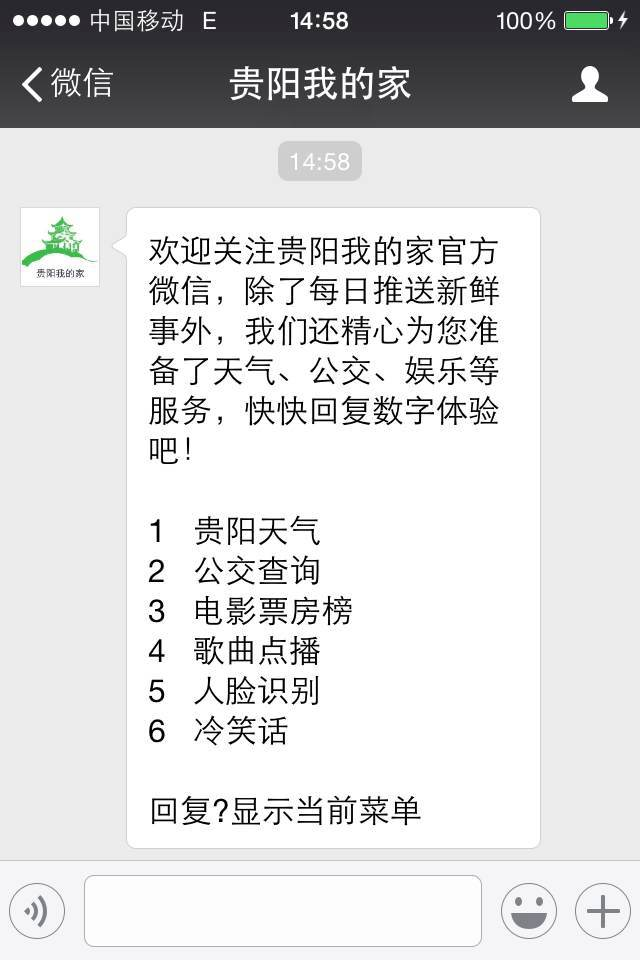 中国移动 E 14:58 100%
微信 贵阳我的家
14:58
贵阳我的家
欢迎关注贵阳我的家官方
微信，除了每日推送新鲜
事外，我们还精心为您准
备了天气、公交、娱乐等
服务，快快回复数字体验
吧！
1 贵阳天气
2 公交查询
3 电影票房榜
4 歌曲点播
5 人脸识别
6 冷笑话
回复?显示当前菜单